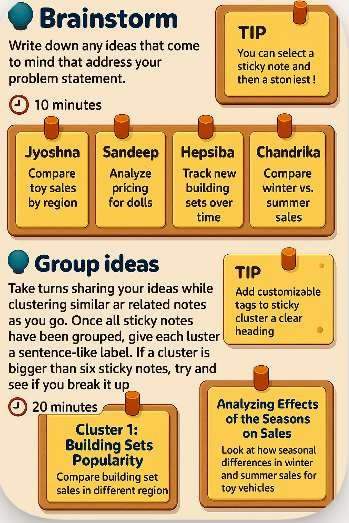 Brainstorm
Write down any ideas that come
to mind that address your
problem statement.
10 minutes
TIP
You can select a
sticky note and
then a stoniest !
Jyoshna
Compare
toy sales
by region
Sandeep
Analyze
pricing
for dolls
Hepsiba
Track new
building
sets over
time
Chandrika
Compare
winter vs.
summer
sales
Group ideas
Take turns sharing your ideas while
clustering similar ar related notes
as you go. Once all sticky notes
have been grouped, give each luster
a sentence-like label. If a cluster is
bigger than six sticky notes, try and
see if you break it up
20 minutes
TIP
Add customizable
tags to sticky
cluster a clear
heading
Cluster 1:
Building Sets
Popularity
Compare building set
sales in different region
Analyzing Effects
of the Seasons
on Sales
Look at how seasonal
differences in winter
and summer sales for
toy vehicles